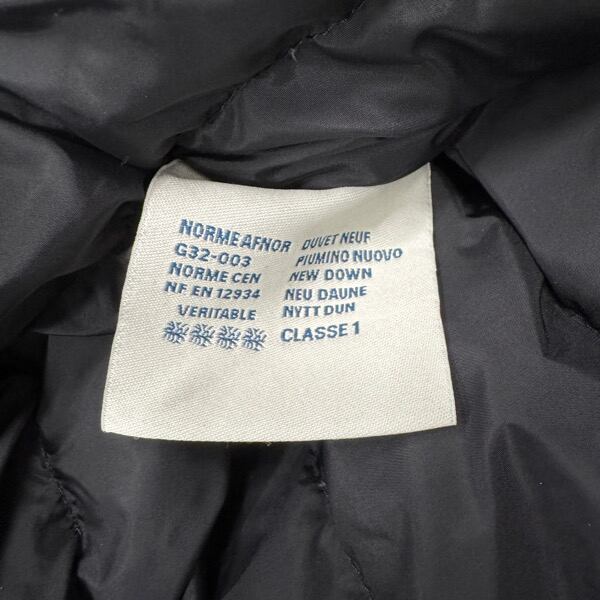 NORME AFNOR DUVET NEUF
G32-003 PIUMINO NUOVO
NORME CEN NEW DOWN
NF EN 12934 NEU DAUNE
VERITABLE NYTT DUN
CLASSE 1